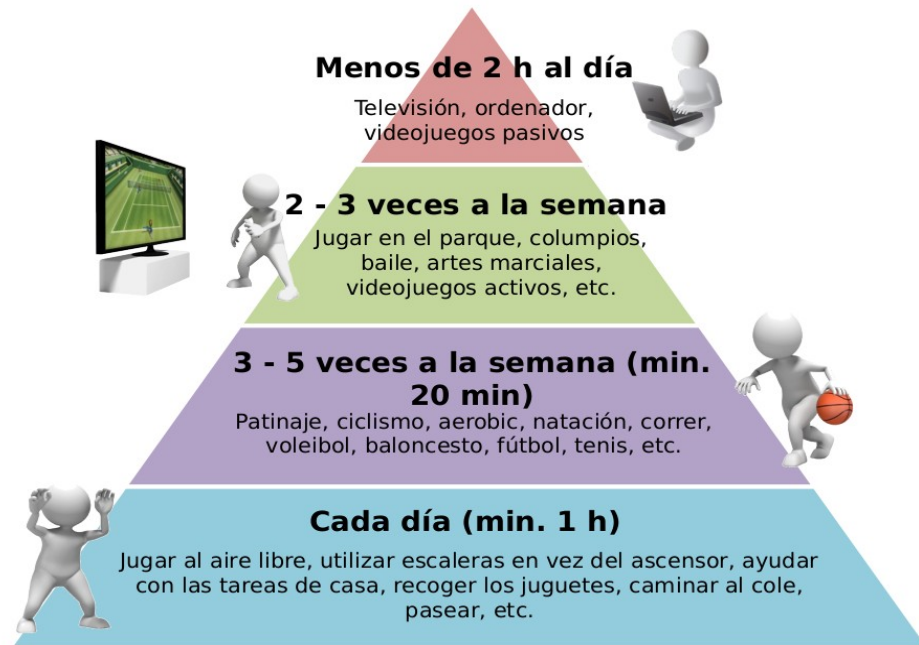 Menos de 2 h al día
Televisión, ordenador,
videojuegos pasivos
2 - 3 veces a la semana
Jugar en el parque, columpios,
baile, artes marciales,
videojuegos activos, etc.
3 - 5 veces a la semana (min.
20 min)
Patinaje, ciclismo, aerobic, natación, correr,
voleibol, baloncesto, fútbol, tenis, etc.
Cada día (min. 1 h)
Jugar al aire libre, utilizar escaleras en vez del ascensor, ayudar
con las tareas de casa, recoger los juguetes, caminar al cole,
pasear, etc.